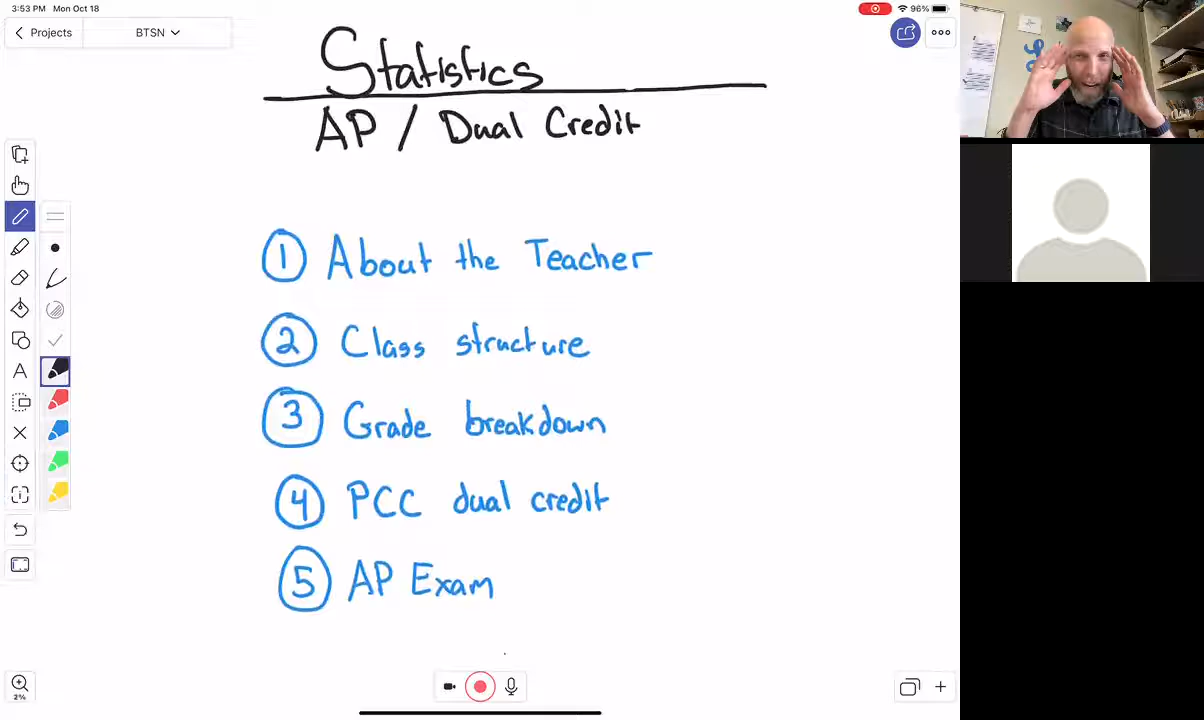 3:53 PM Mon Oct 18
96%
Projects
BTSN
Statistics
AP / Dual Credit
1 About the Teacher
2 Class structure
3 Grade breakdown
4 PCC dual credit
5 AP Exam
A
2%